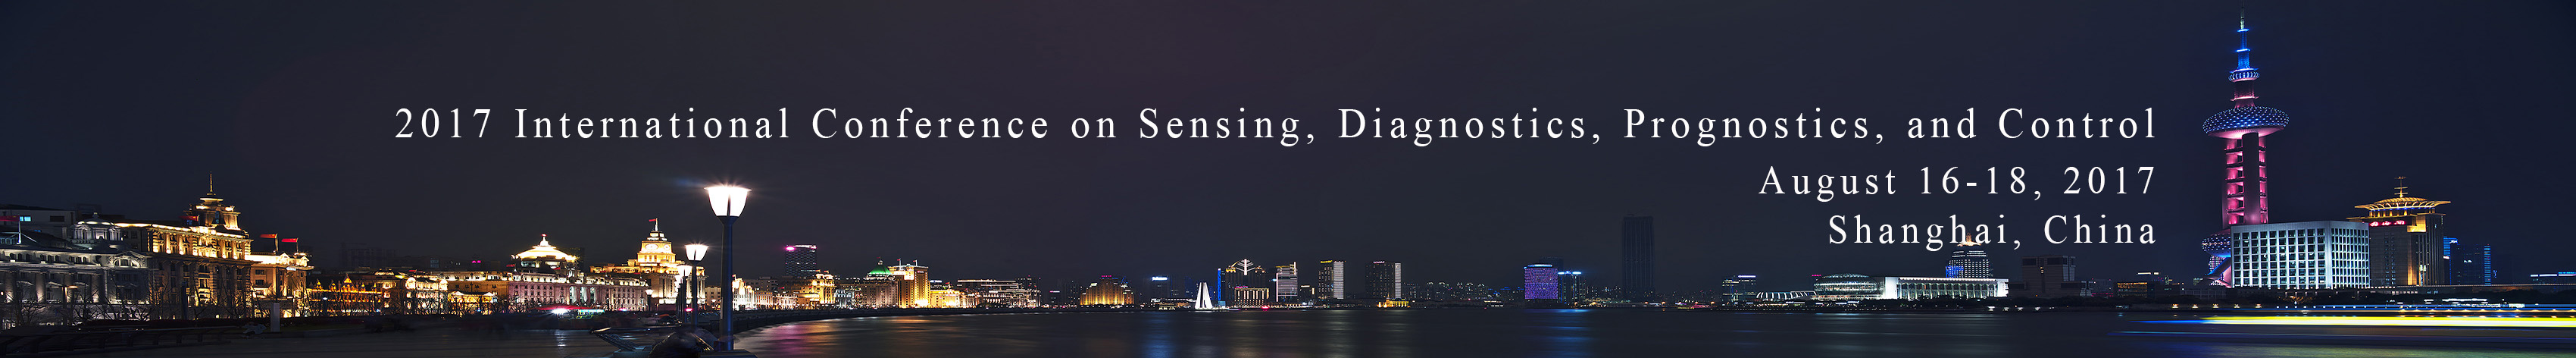 2017 International Conference on Sensing, Diagnostics, Prognostics, and Control
August 16-18, 2017
Shanghai, China